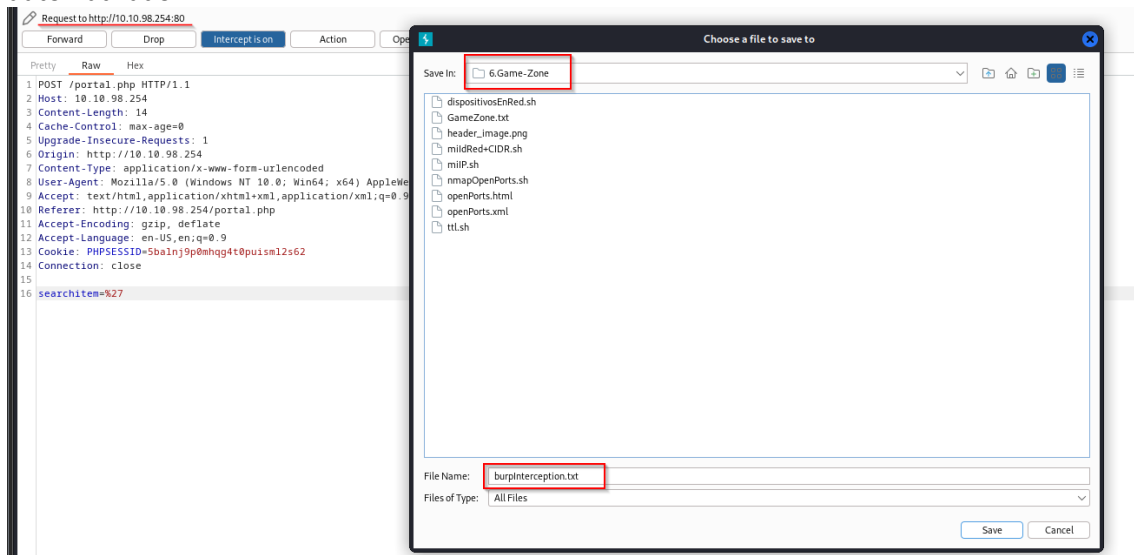 Request to http://10.10.98.254:80
Forward Drop Intercept is on Action Ope
Pretty Raw Hex
1 POST /portal.php HTTP/1.1
2 Host: 10.10.98.254
3 Content-Length: 14
4 Cache-Control: max-age=0
5 Upgrade-Insecure-Requests: 1
6 Origin: http://10.10.98.254
7 Content-Type: application/x-www-form-urlencoded
8 User-Agent: Mozilla/5.0 (Windows NT 10.0; Win64; x64) AppleWe
9 Accept: text/html,application/xhtml+xml,application/xml;q=0.9
10 Referer: http://10.10.98.254/portal.php
11 Accept-Encoding: gzip, deflate
12 Accept-Language: en-US,en;q=0.9
13 Cookie: PHPSESSID=5balnj9p0mhqg4t0puisml2s62
14 Connection: close
15
16 searchitem=%27
Choose a file to save to
Save In: 6.Game-Zone
dispositivosEnRed.sh
GameZone.txt
header_image.png
miIdRed+CIDR.sh
miIP.sh
nmapOpenPorts.sh
openPorts.html
openPorts.xml
ttl.sh
File Name: burpInterception.txt
Files of Type: All Files
Save Cancel